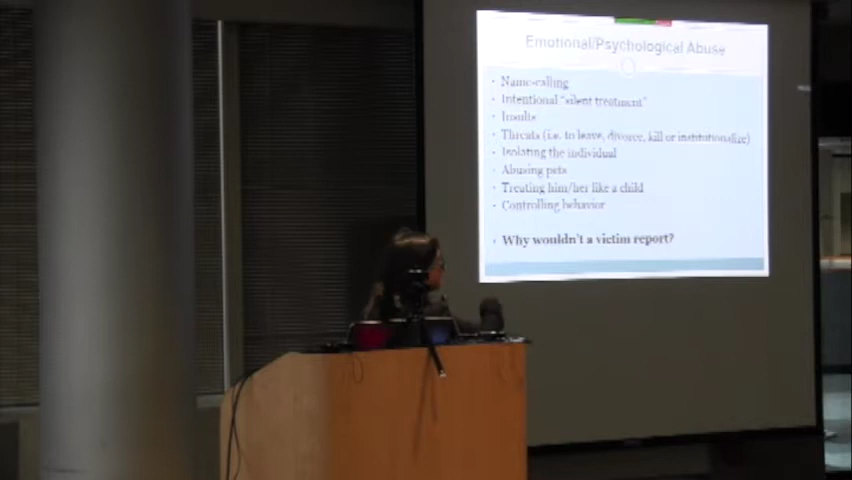 Emotional/Psychological Abuse
• Name-calling
• Intentional "silent treatment"
• Insults
• Threats (i.e. to leave, divorce, kill or institutionalize)
• Isolating the individual
• Abusing pets
• Treating him/her like a child
• Controlling behavior
• Why wouldn't a victim report?